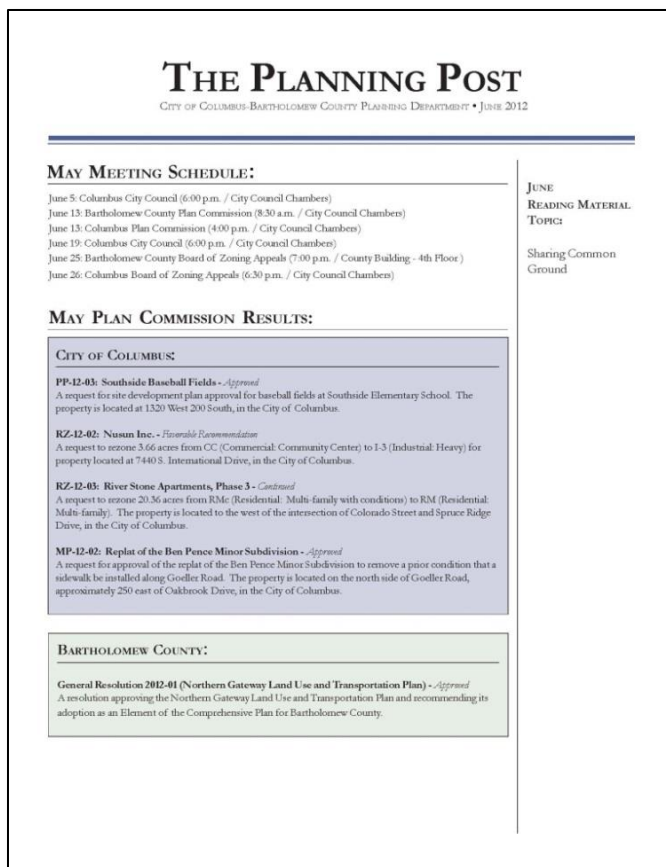 THE PLANNING POST
CITY OF COLUMBUS-BARTHOLOMEW COUNTY PLANNING DEPARTMENT • JUNE 2012
MAY MEETING SCHEDULE:
June 5: Columbus City Council (6:00 p.m. / City Council Chambers)
June 13: Bartholomew County Plan Commission (8:30 a.m. / City Council Chambers)
June 13: Columbus Plan Commission (4:00 p.m. / City Council Chambers)
June 19: Columbus City Council (6:00 p.m. / City Council Chambers)
June 25: Bartholomew County Board of Zoning Appeals (7:00 p.m. / County Building - 4th Floor )
June 26: Columbus Board of Zoning Appeals (6:30 p.m. / City Council Chambers)
MAY PLAN COMMISSION RESULTS:
CITY OF COLUMBUS:
PP-12-03: Southside Baseball Fields - Approved
A request for site development plan approval for baseball fields at Southside Elementary School. The
property is located at 1320 West 200 South, in the City of Columbus.
RZ-12-02: Nusun Inc. - Favorable Recommendation
A request to rezone 3.66 acres from CC (Commercial: Community Center) to I-3 (Industrial: Heavy) for
property located at 7440 S. International Drive, in the City of Columbus.
RZ-12-03: River Stone Apartments, Phase 3 - Continued
A request to rezone 20.36 acres from RMc (Residential: Multi-family with conditions) to RM (Residential:
Multi-family). The property is located to the west of the intersection of Colorado Street and Spruce Ridge
Drive, in the City of Columbus.
MP-12-02: Replat of the Ben Pence Minor Subdivision - Approved
A request for approval of the replat of the Ben Pence Minor Subdivision to remove a prior condition that a
sidewalk be installed along Goeller Road. The property is located on the north side of Goeller Road,
approximately 250 east of Oakbrook Drive, in the City of Columbus.
BARTHOLOMEW COUNTY:
General Resolution 2012-01 (Northern Gateway Land Use and Transportation Plan) - Approved
A resolution approving the Northern Gateway Land Use and Transportation Plan and recommending its
adoption as an Element of the Comprehensive Plan for Bartholomew County.
JUNE
READING MATERIAL
TOPIC:
Sharing Common
Ground